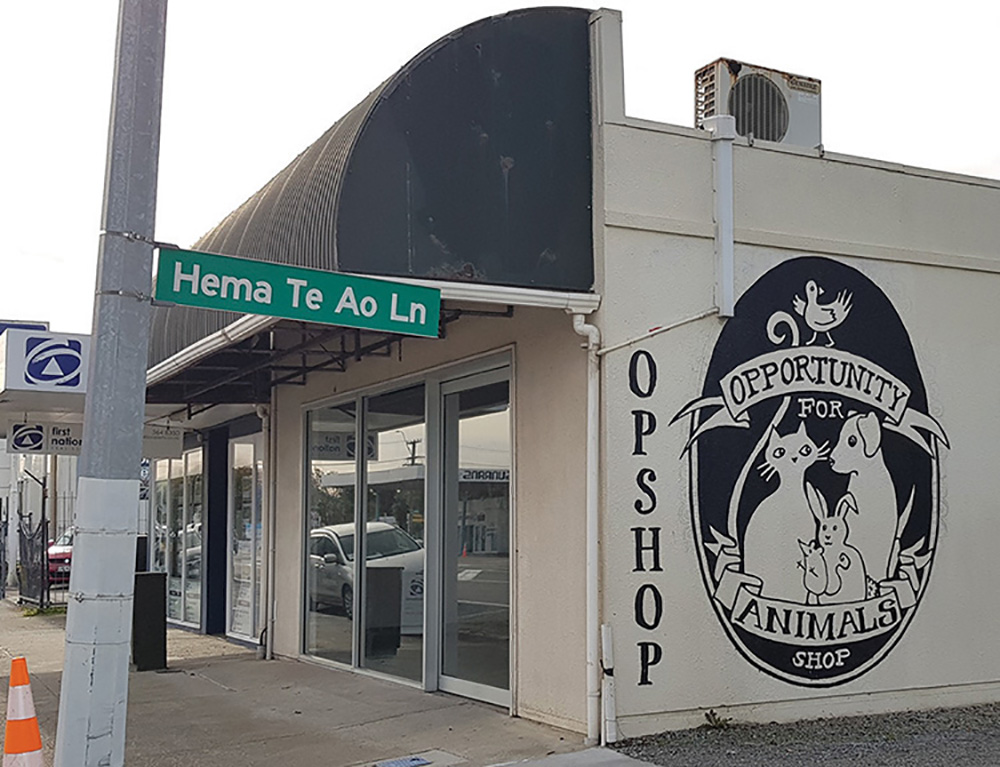 Hema Te Ao Ln
first
national
OPSHOP
OPPORTUNITY
FOR
ANIMALS
SHOP